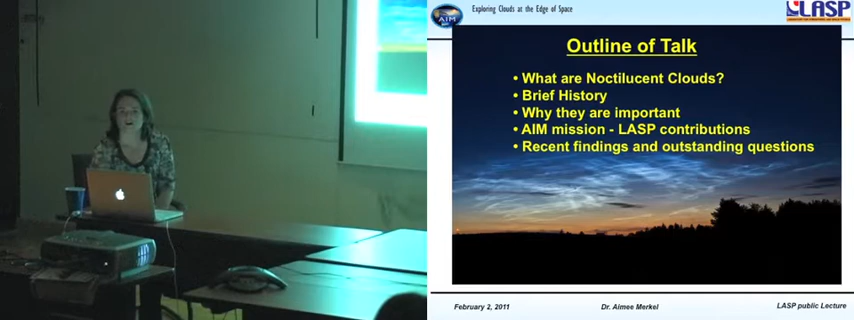 AIM
Exploring Clouds at the Edge of Space
LASP
Outline of Talk
• What are Noctilucent Clouds?
• Brief History
• Why they are important
• AIM mission - LASP contributions
• Recent findings and outstanding questions
February 2, 2011
Dr. Aimee Merkel
LASP public Lecture